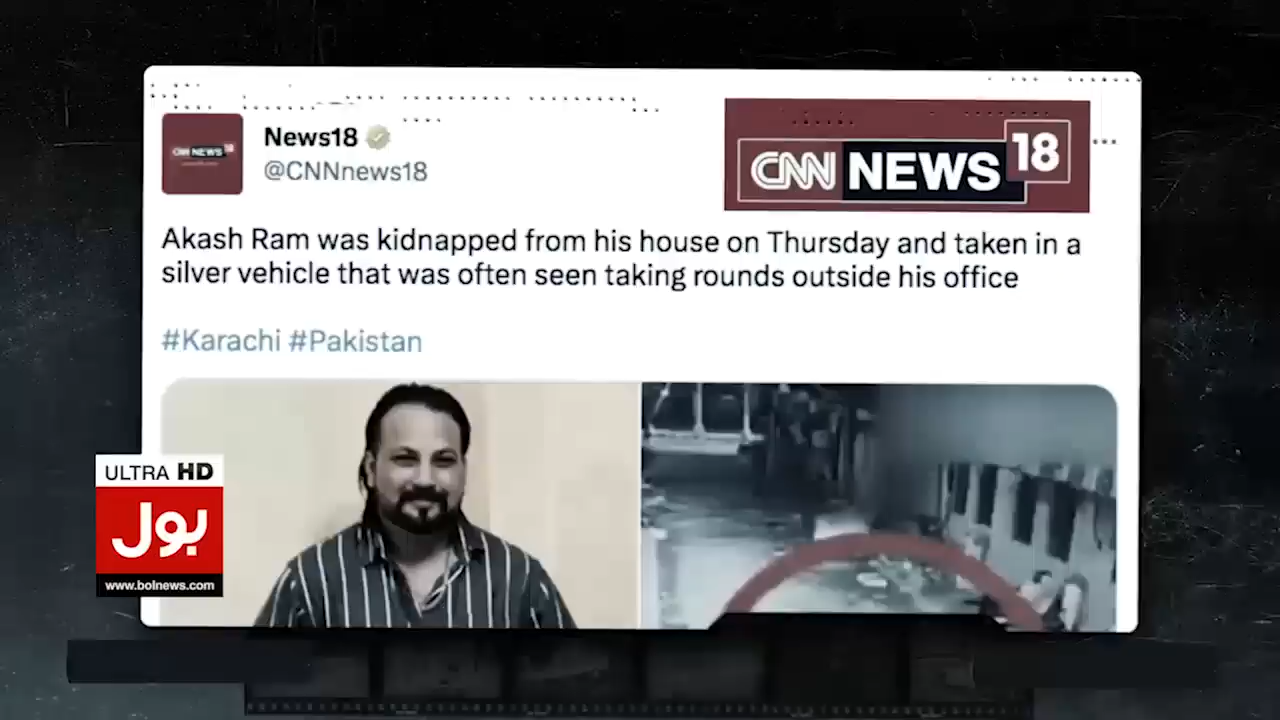 News18
@CNNnews18
CNN NEWS 18
Akash Ram was kidnapped from his house on Thursday and taken in a
silver vehicle that was often seen taking rounds outside his office
#Karachi #Pakistan
ULTRA HD
بول
www.bolnews.com